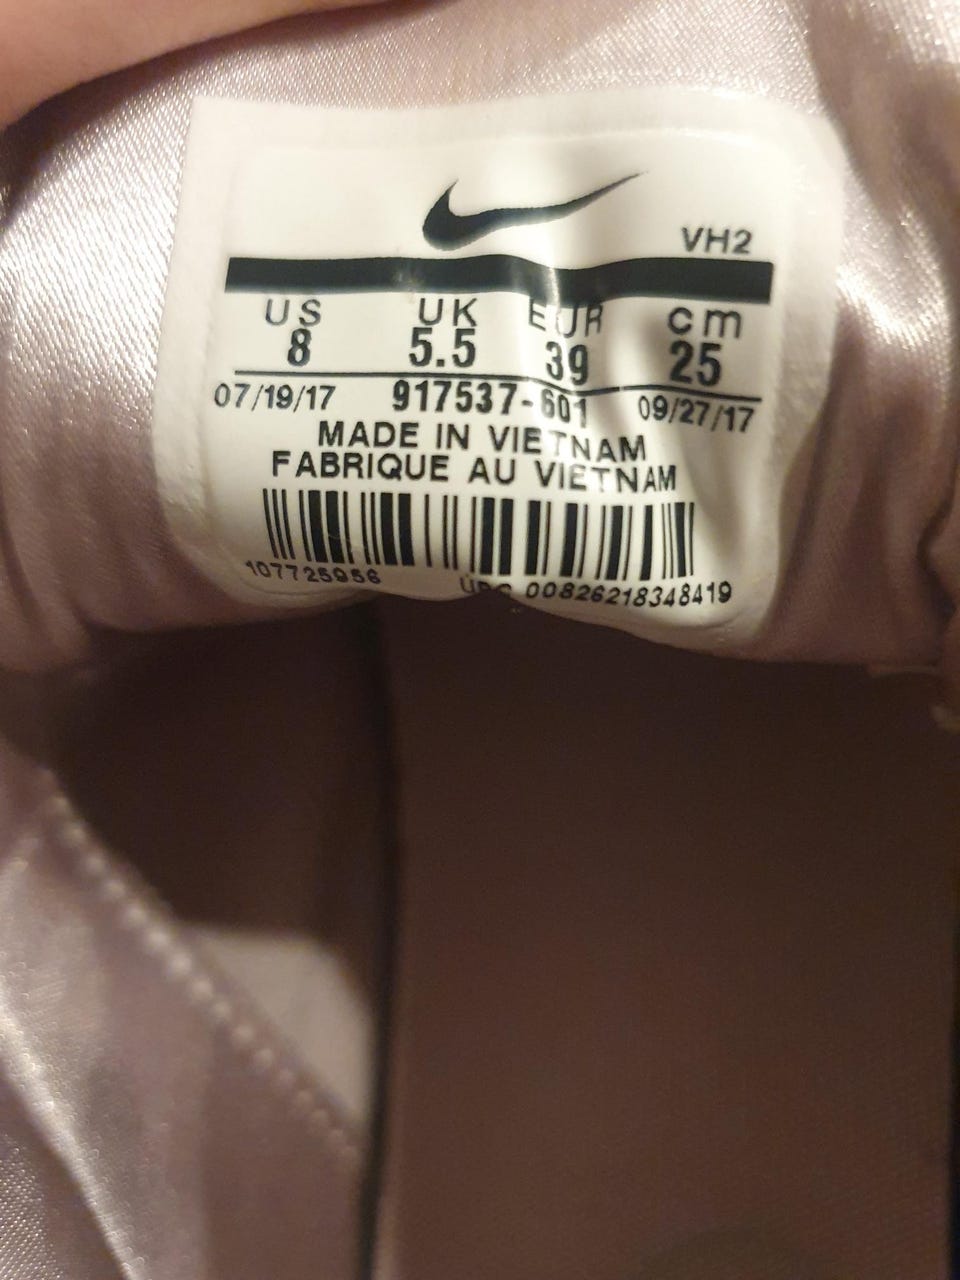 VH2
US UK EUR cm
8 5.5 39 25
07/19/17 917537-601 09/27/17
MADE IN VIETNAM
FABRIQUE AU VIETNAM
107725956 UPC 00826218348419